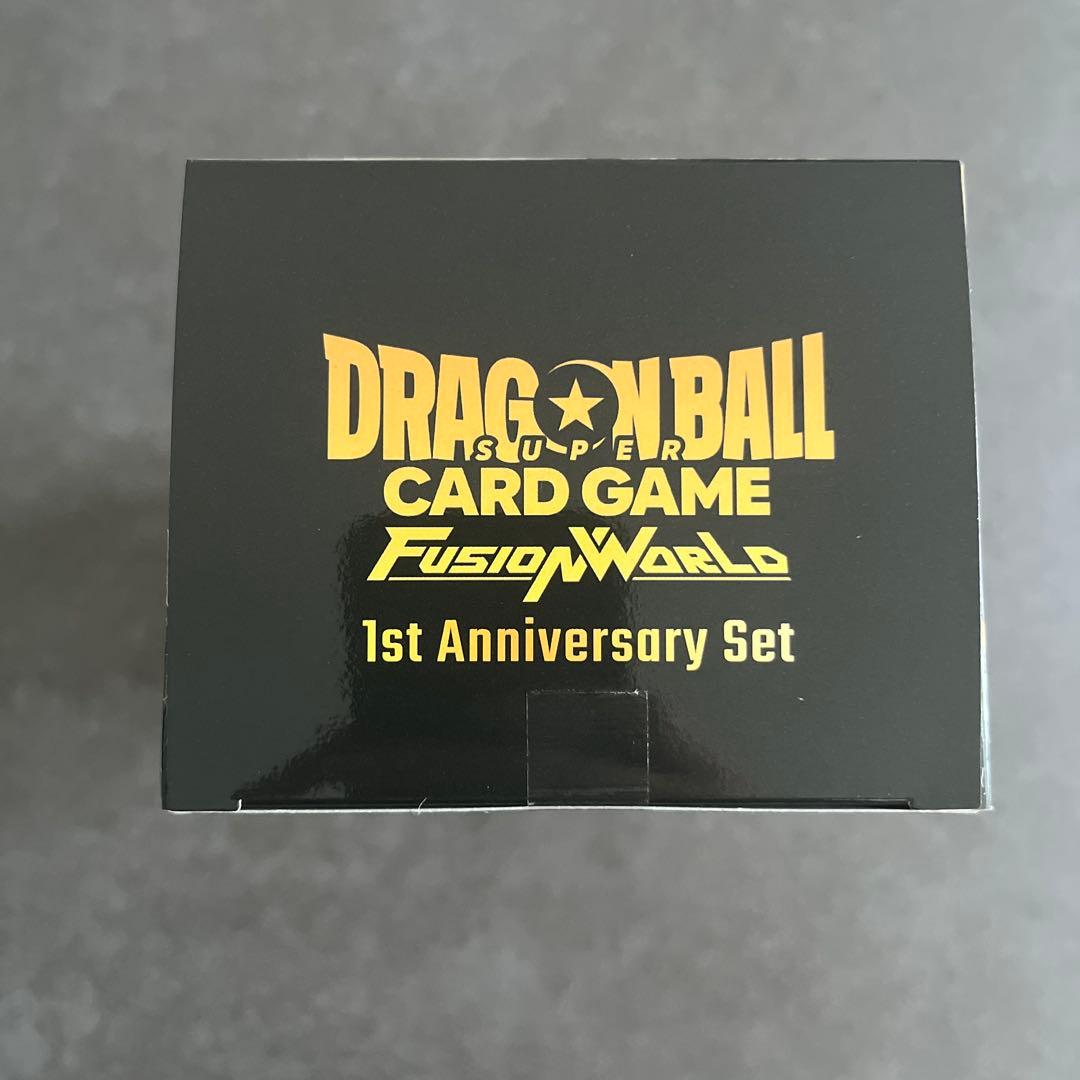 DRAGON BALL
SUPER
CARD GAME
FUSION WORLD
1st Anniversary Set